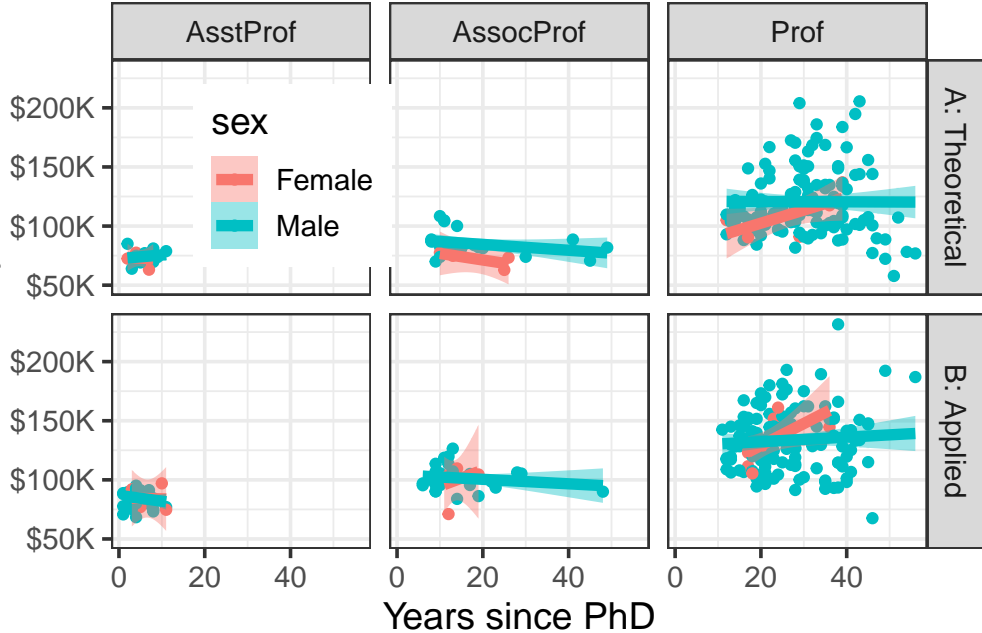 AsstProf AssocProf Prof
$200K
$150K
$100K
$50K
sex
Female
Male
A: Theoretical
$200K
$150K
$100K
$50K
B: Applied
0 20 40 0 20 40 0 20 40
Years since PhD